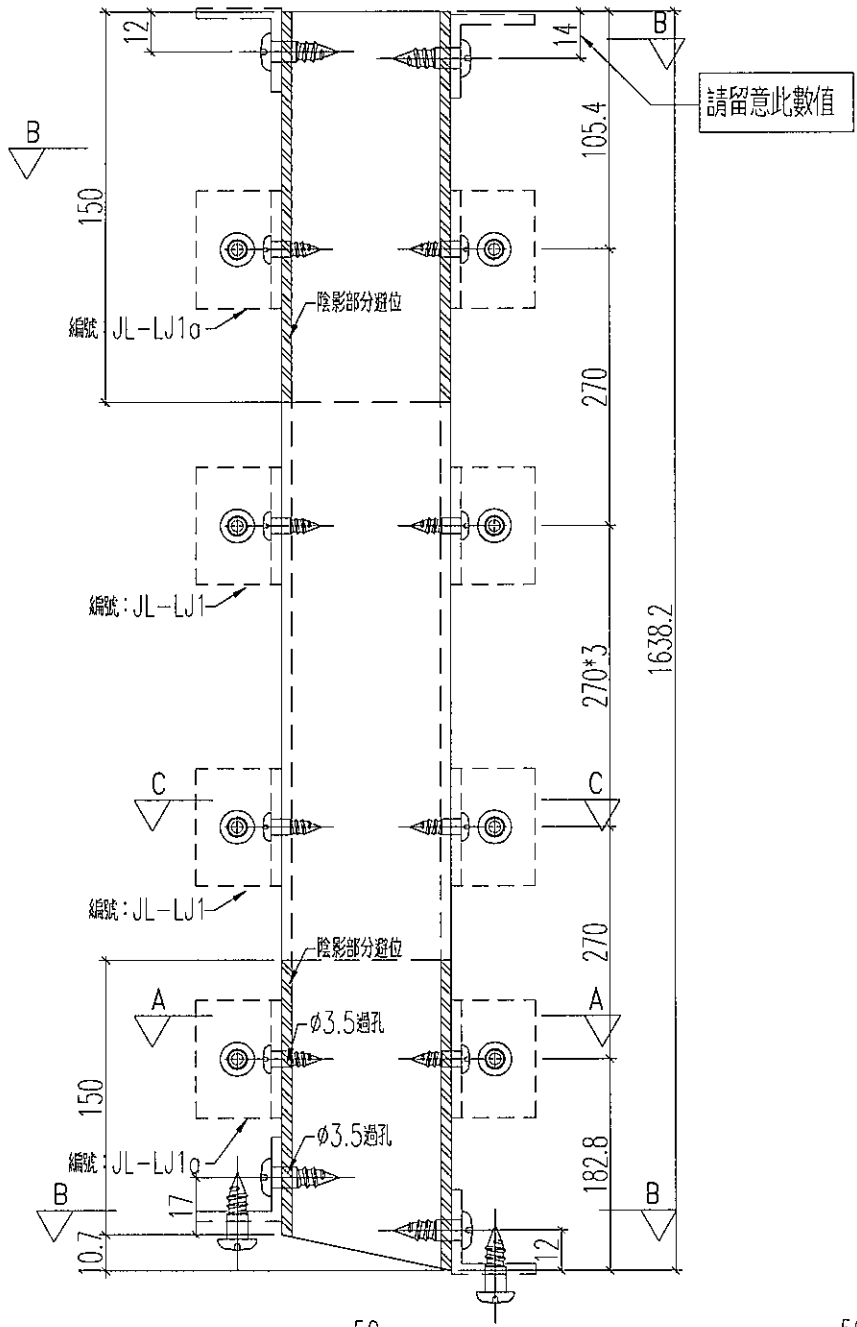 12
14
B
B
請留意此數值
105.4
150
陰影部分避位
編號:JL-LJ1a
270
編號:JL-LJ1
270*3
1638.2
C
C
編號:JL-LJ1
陰影部分避位
270
A
A
ϕ3.5過孔
150
ϕ3.5過孔
編號:JL-LJ1a
182.8
17
B
B
10.7
12